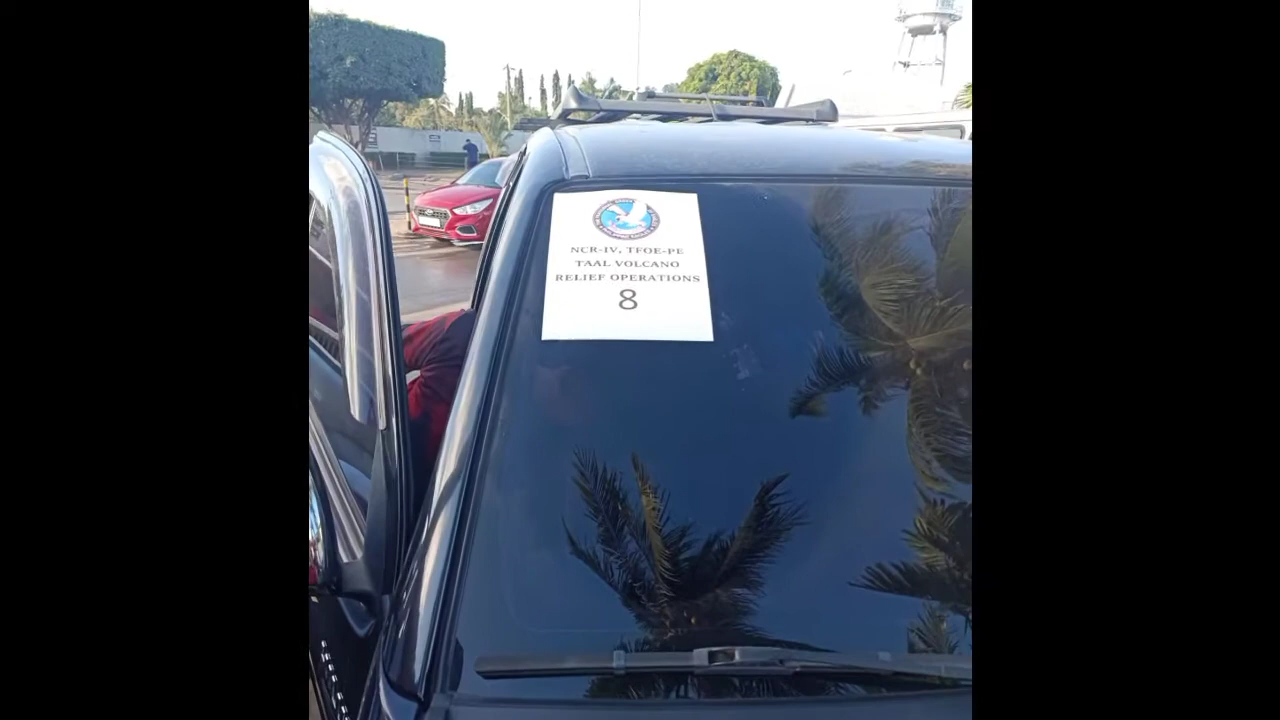 NCR-IV, TFOE-PE
TAAL VOLCANO
RELIEF OPERATIONS
8